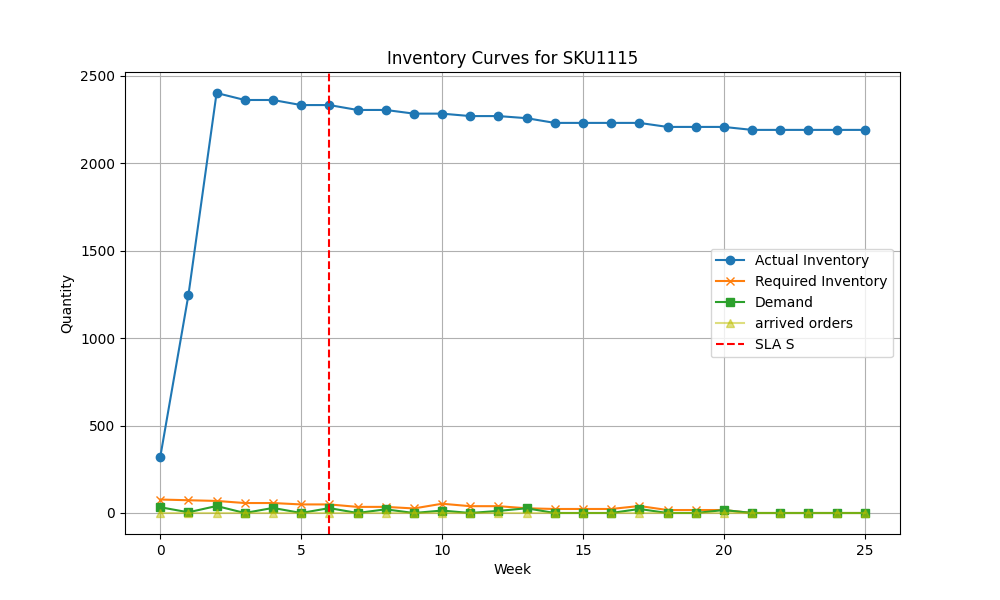 Inventory Curves for SKU1115
2500
2000
1500
1000
500
0
Quantity
Actual Inventory
Required Inventory
Demand
arrived orders
SLA S
0 5 10 15 20 25
Week